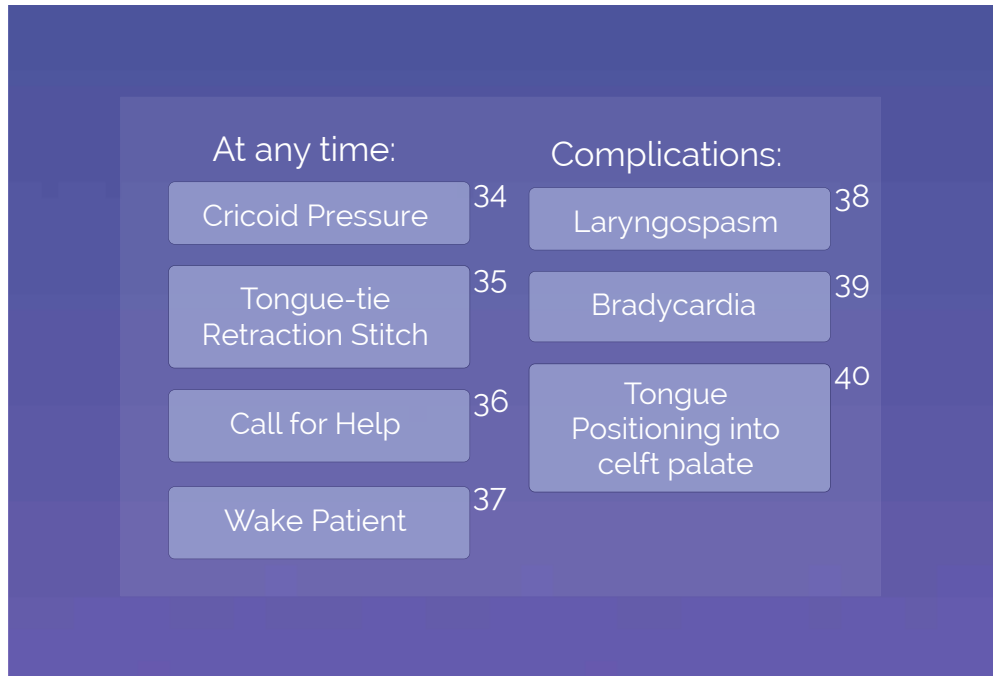 At any time:
Cricoid Pressure
34
Tongue-tie
Retraction Stitch
35
Call for Help
36
Wake Patient
37
Complications:
Laryngospasm
38
Bradycardia
39
Tongue
Positioning into
celft palate
40